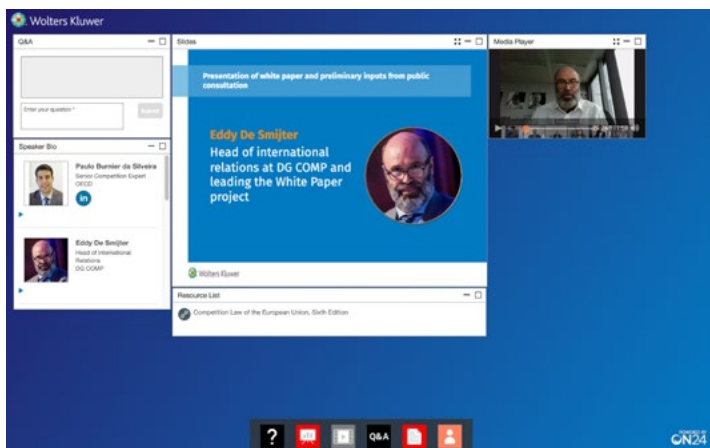 Wolters Kluwer
Q&A
Enter your question *
Submit
Speaker Bio
Paulo Burnier da Silveira
Senior Competition Expert
OECD
in
Eddy De Smijter
Head of International
Relations
DG COMP
Slides
Presentation of white paper and preliminary inputs from public
consultation
Eddy De Smijter
Head of international
relations at DG COMP and
leading the White Paper
project
Wolters Kluwer
Resource List
Competition Law of the European Union, Sixth Edition
Media Player
?
Q&A
POWERED BY
ON24